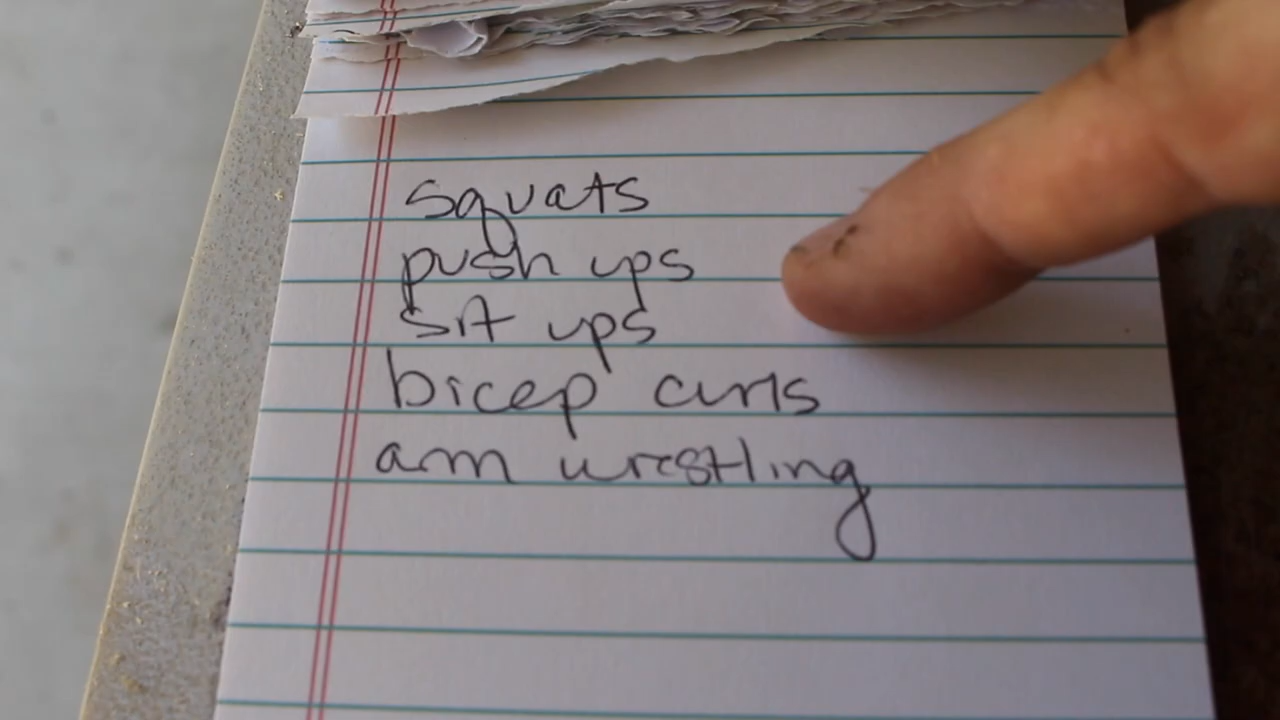 squats
push ups
sit ups
bicep curls
arm wrestling